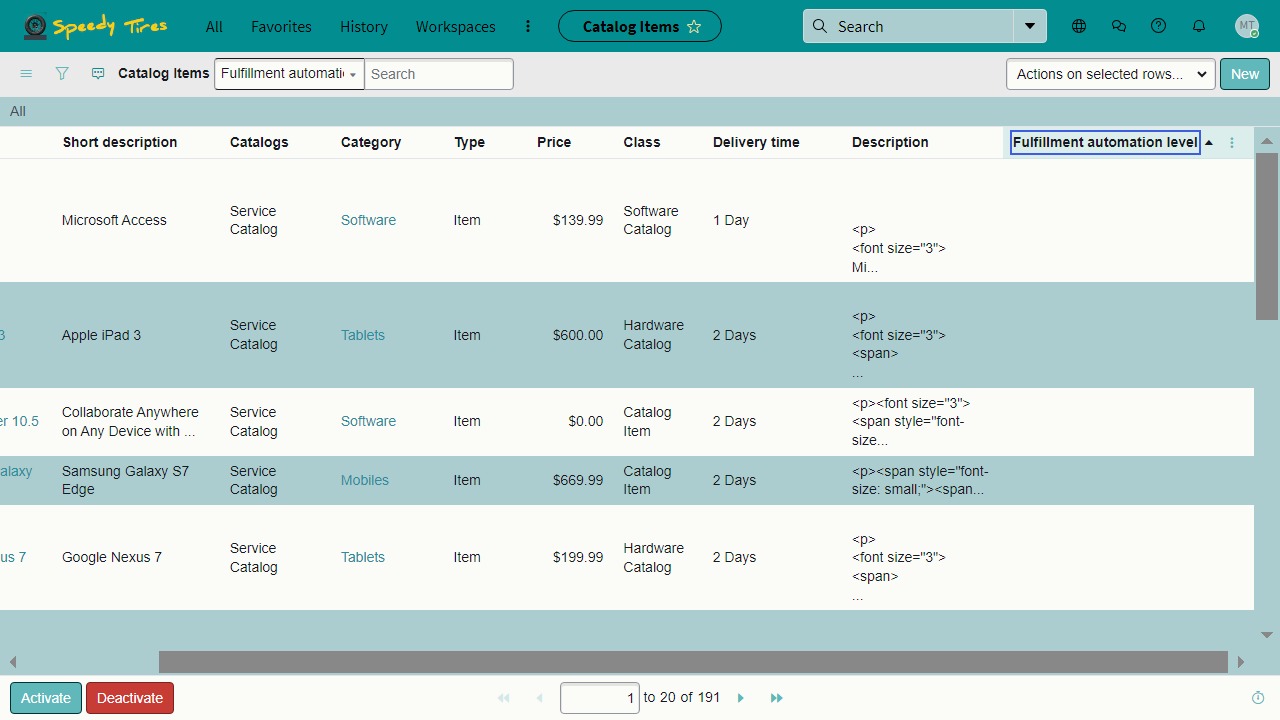 Speedy Tires
All Favorites History Workspaces
Catalog Items
Search
MT
Catalog Items
Fulfillment automati
Search
Actions on selected rows...
New
All
Short description Catalogs Category Type Price Class Delivery time Description Fulfillment automation level
Microsoft Access
Service
Catalog
Software
Item
$139.99
Software
Catalog
1 Day
<p>
<font size="3">
Mi...
3
Apple iPad 3
Service
Catalog
Tablets
Item
$600.00
Hardware
Catalog
2 Days
<p>
<font size="3">
<span>
...
er 10.5
Collaborate Anywhere
on Any Device with ...
Service
Catalog
Software
Item
$0.00
Catalog
Item
2 Days
<p><font size="3">
<span style="font-
size...
alaxy
Samsung Galaxy S7
Edge
Service
Catalog
Mobiles
Item
$669.99
Catalog
Item
2 Days
<p><span style="font-
size: small;"><span...
us 7
Google Nexus 7
Service
Catalog
Tablets
Item
$199.99
Hardware
Catalog
2 Days
<p>
<font size="3">
<span>
...
Activate
Deactivate
1 to 20 of 191